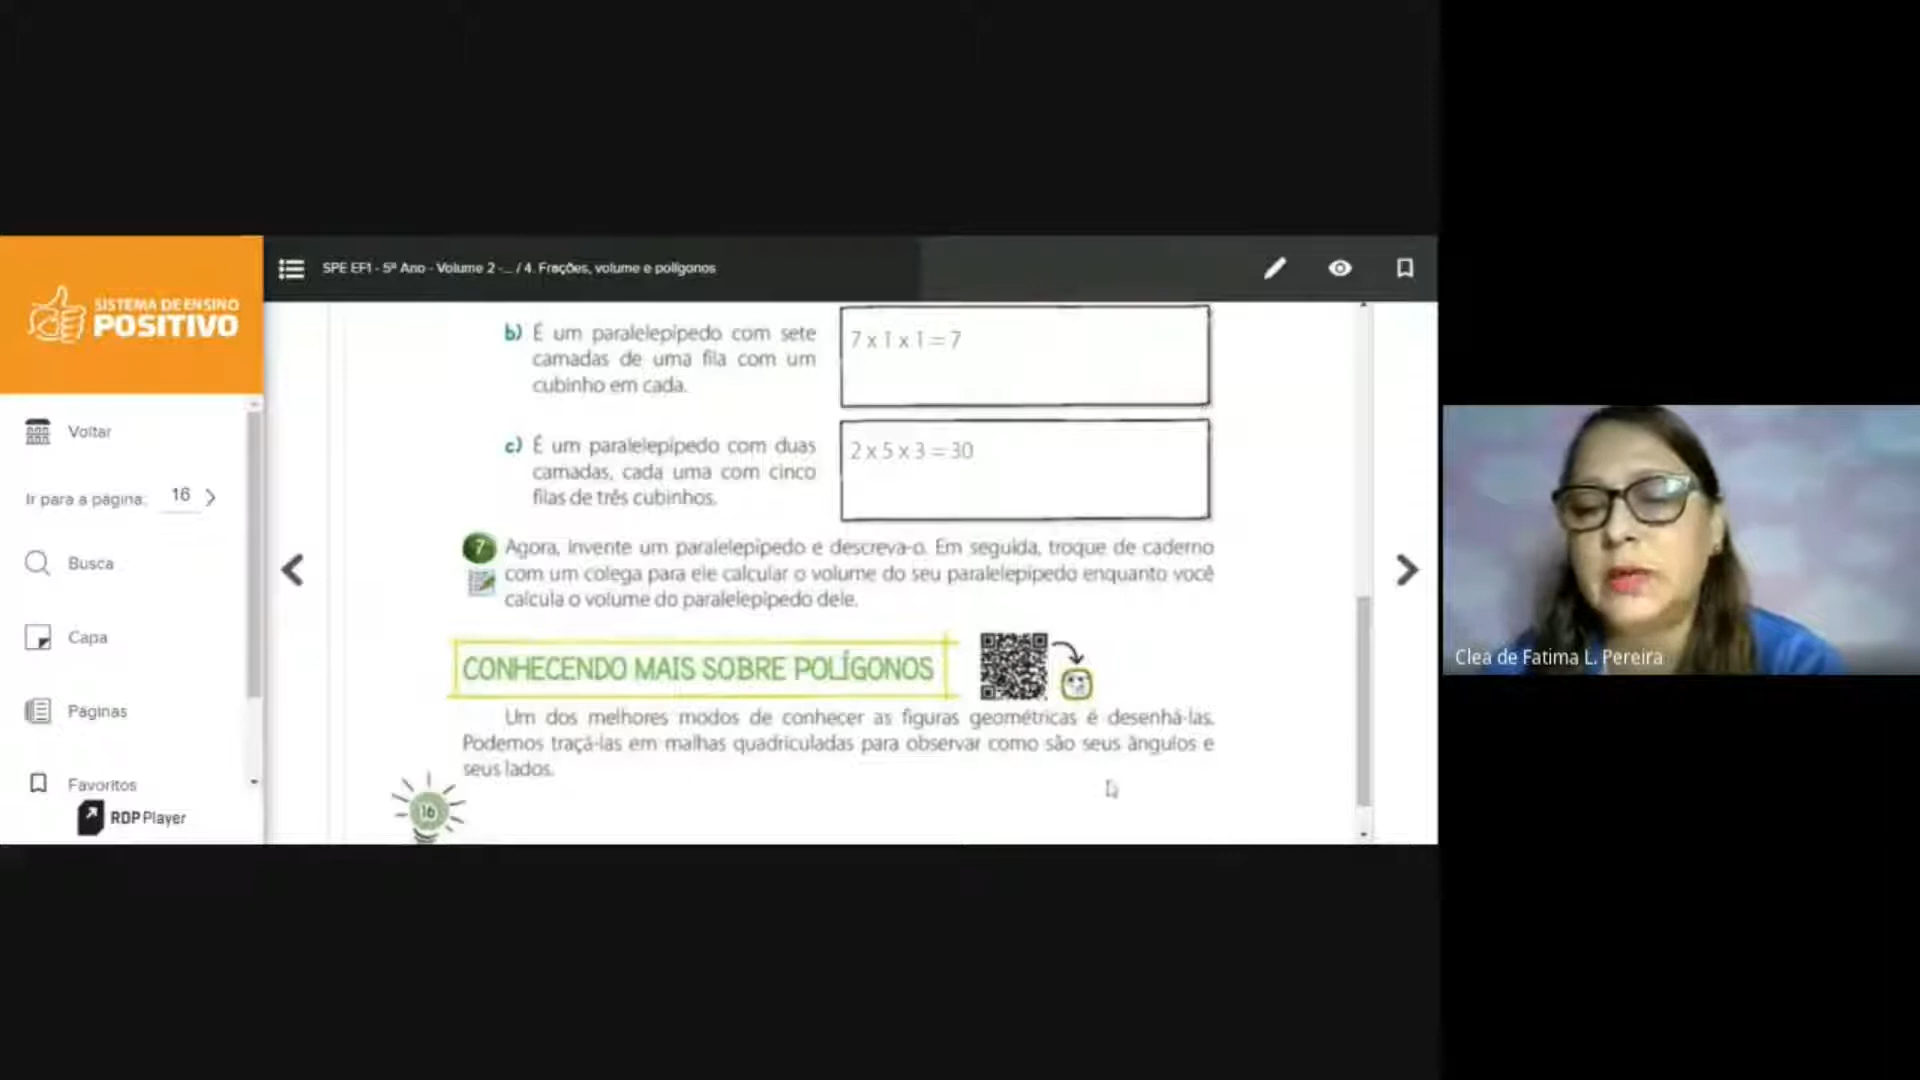 SISTEMA DE ENSINO
POSITIVO
SPE EF1 - 5º Ano - Volume 2 -... / 4. Frações, volume e polígonos
Voltar
Ir para a página: 16
Busca
Capa
Páginas
Favoritos
RDP Player
b) É um paralelepípedo com sete
camadas de uma fila com um
cubinho em cada.
7 x 1 x 1 = 7
c) É um paralelepípedo com duas
camadas, cada uma com cinco
filas de três cubinhos.
2 x 5 x 3 = 30
7 Agora, invente um paralelepípedo e descreva-o. Em seguida, troque de caderno
com um colega para ele calcular o volume do seu paralelepípedo enquanto você
calcula o volume do paralelepípedo dele.
CONHECENDO MAIS SOBRE POLÍGONOS
Um dos melhores modos de conhecer as figuras geométricas é desenhá-las.
Podemos traçá-las em malhas quadriculadas para observar como são seus ângulos e
seus lados.
16
Clea de Fatima L. Pereira